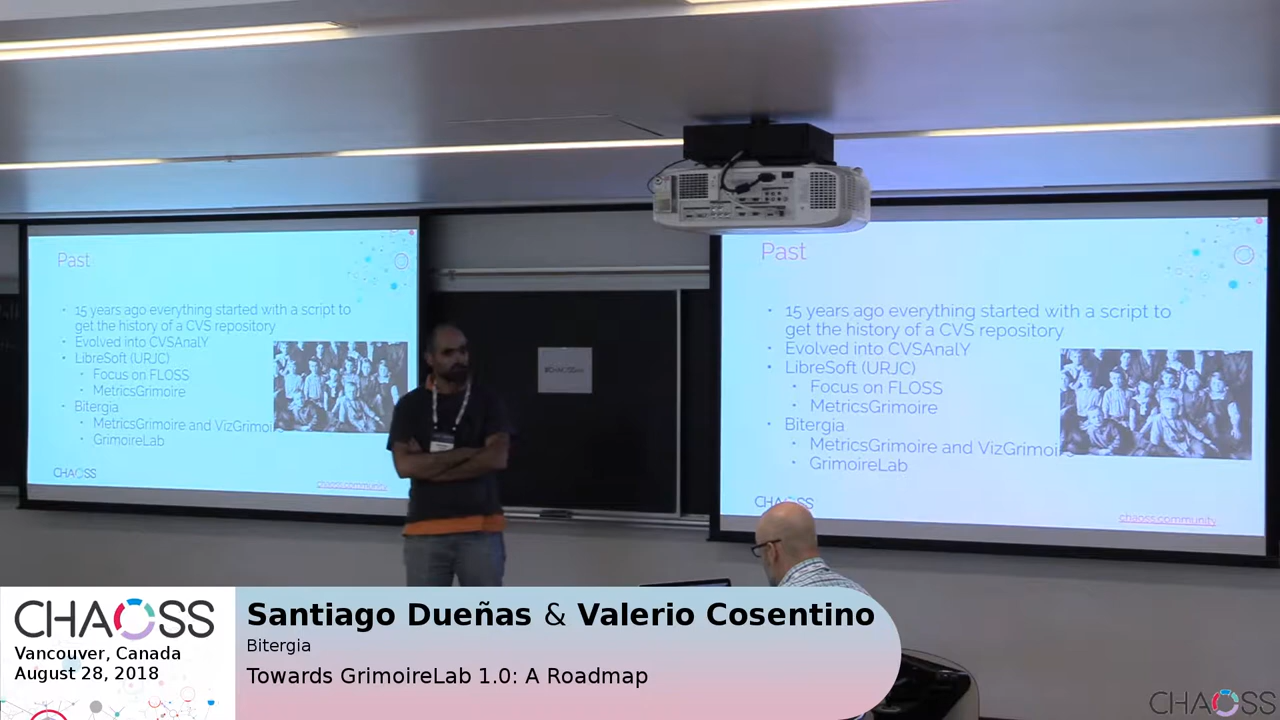 Past
15 years ago everything started with a script to
get the history of a CVS repository
Evolved into CVSAnalY
LibreSoft (URJC)
Focus on FLOSS
MetricsGrimoire
Bitergia
MetricsGrimoire and VizGrimoi
GrimoireLab
CHAOSS
chaoss.community
Past
15 years ago everything started with a script to
get the history of a CVS repository
Evolved into CVSAnalY
LibreSoft (URJC)
Focus on FLOSS
MetricsGrimoire
Bitergia
MetricsGrimoire and VizGrimoire
GrimoireLab
CHAOSS
chaoss.community
CHAOSS
Vancouver, Canada
August 28, 2018
Santiago Dueñas & Valerio Cosentino
Bitergia
Towards GrimoireLab 1.0: A Roadmap
CHAOSS